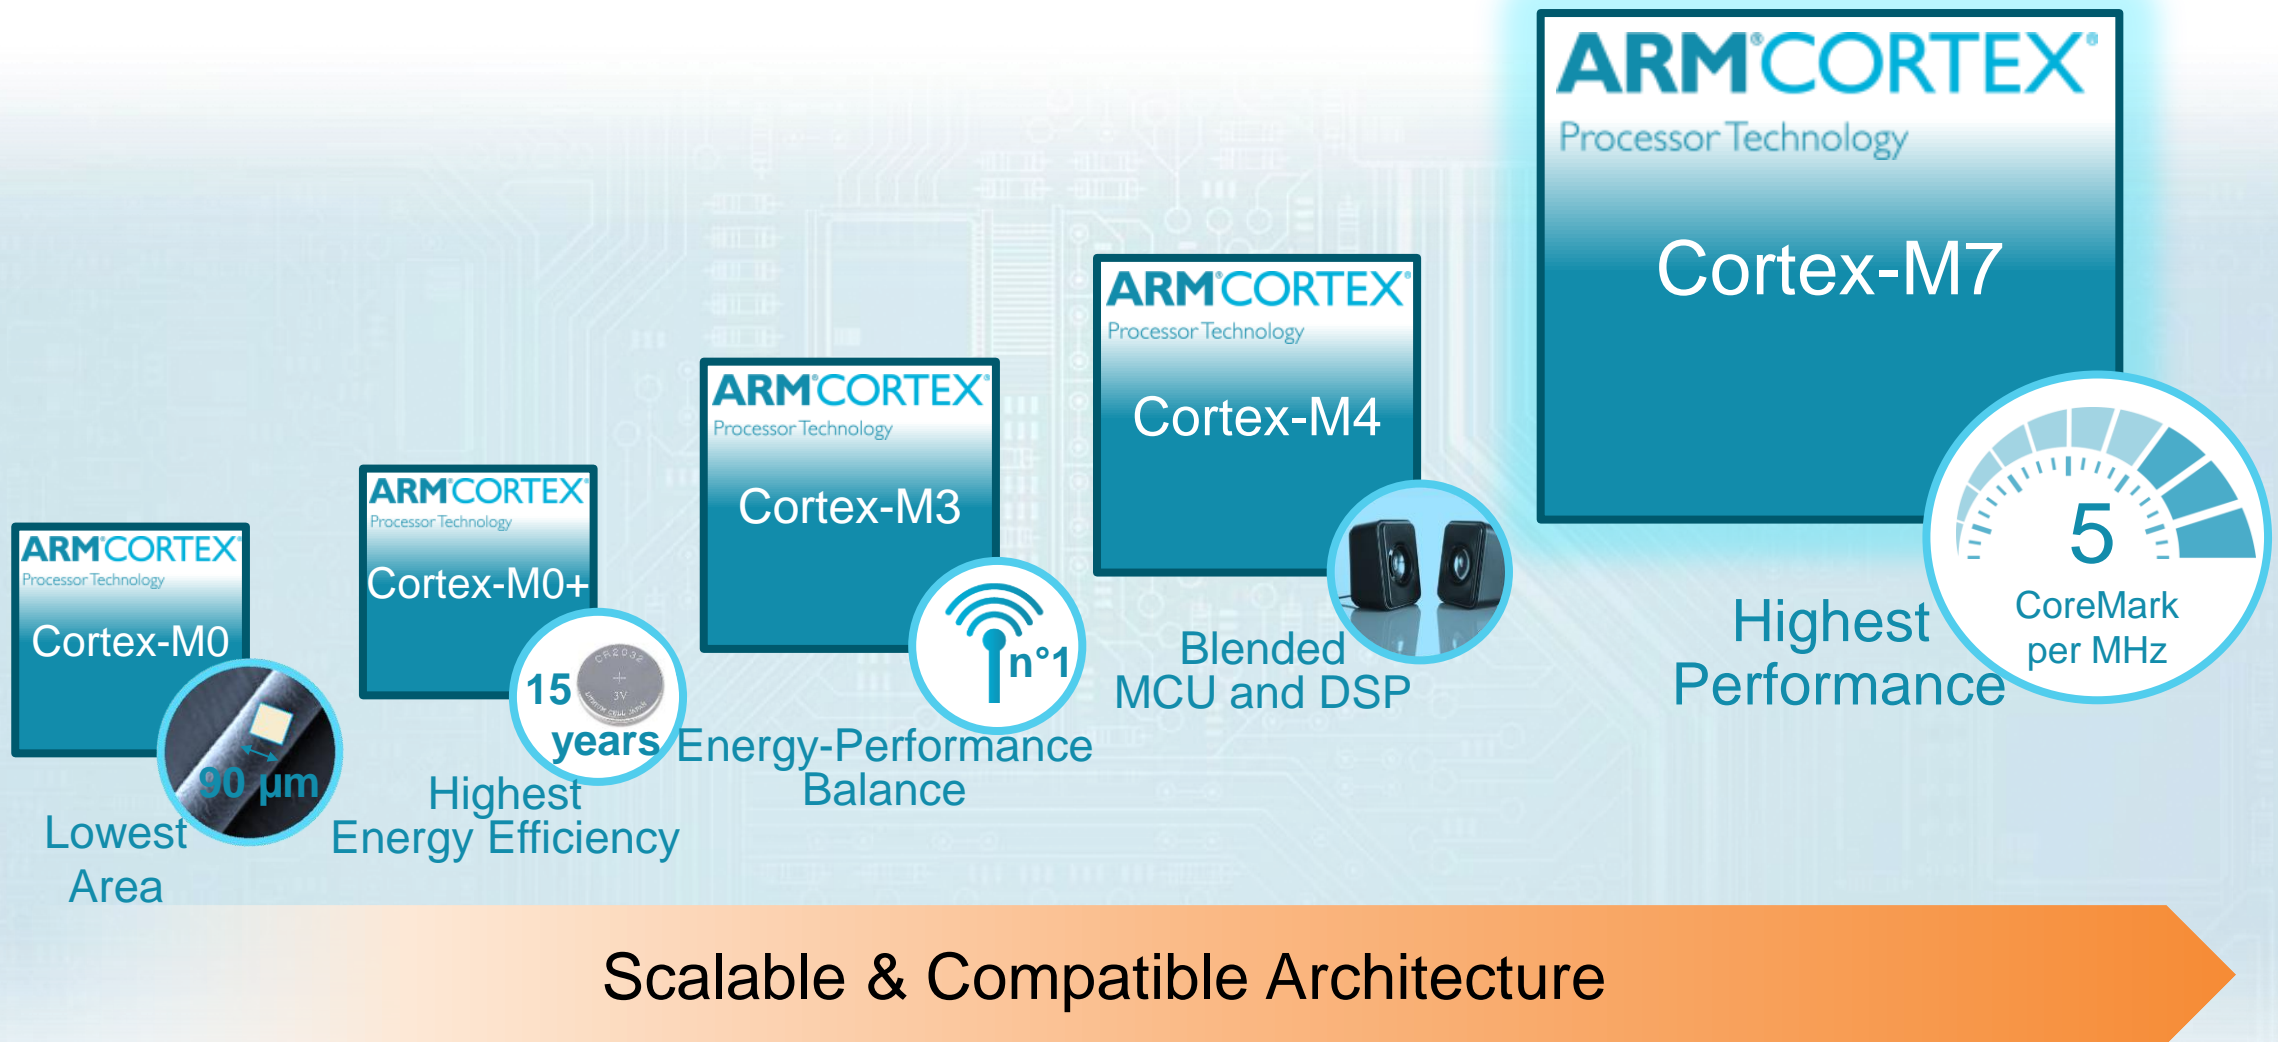 ARM®CORTEX®
Processor Technology
Cortex-M0
90 µm
Lowest
Area
ARM®CORTEX®
Processor Technology
Cortex-M0+
15
CR2032
+
3V
years
Highest
Energy Efficiency
ARM®CORTEX®
Processor Technology
Cortex-M3
n°1
Energy-Performance
Balance
ARM®CORTEX®
Processor Technology
Cortex-M4
Blended
MCU and DSP
ARM®CORTEX®
Processor Technology
Cortex-M7
5
CoreMark
per MHz
Highest
Performance
Scalable & Compatible Architecture